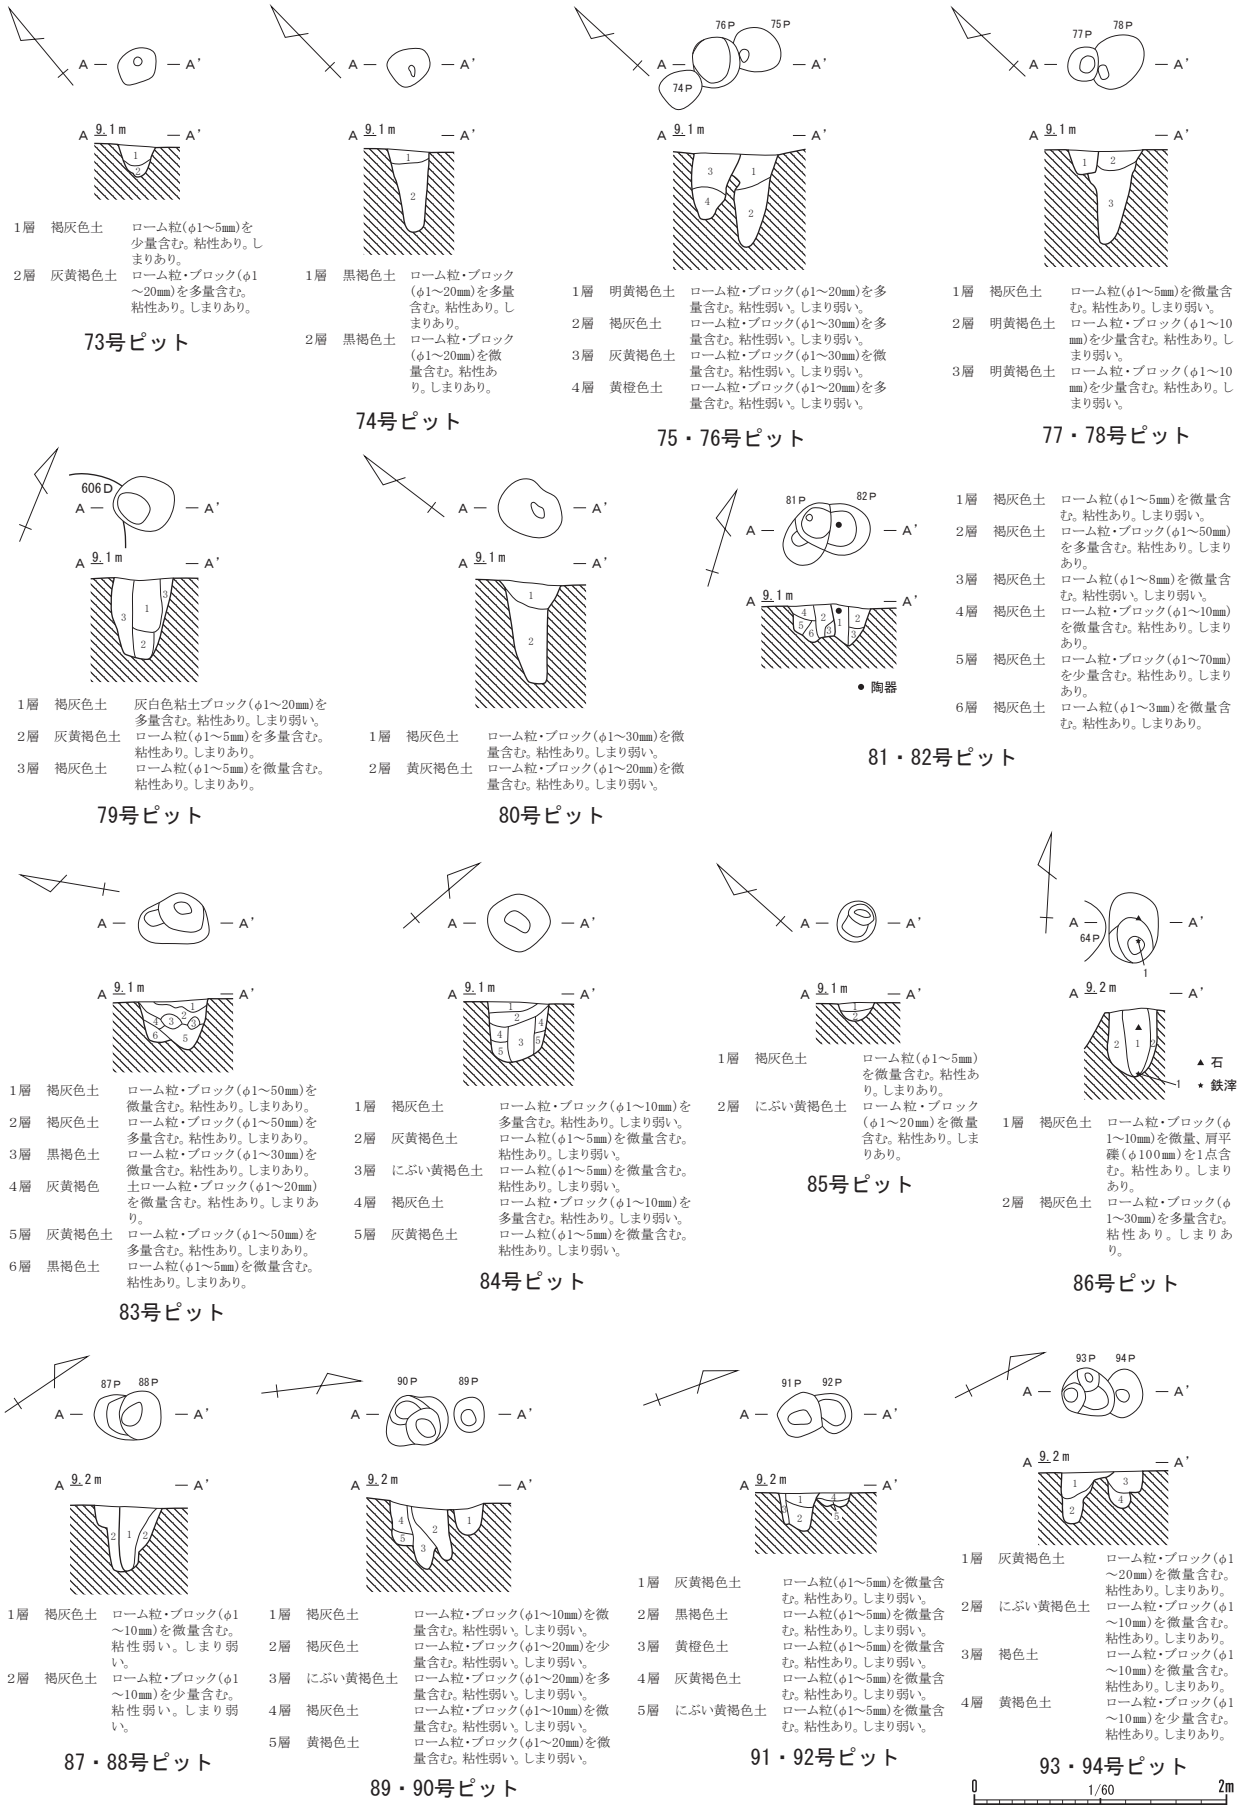 A A'
A 9.1m A'
1
2
1層 褐灰色土 ローム粒(φ1～5㎜)を
少量含む。粘性あり。し
まりあり。
2層 灰黄褐色土 ローム粒・ブロック(φ1
～20㎜)を多量含む。
粘性あり。しまりあり。
73号ピット
A A'
A 9.1m A'
1
2
1層 黒褐色土 ローム粒・ブロック
(φ1～20㎜)を多量
含む。粘性あり。し
まりあり。
2層 黒褐色土 ローム粒・ブロック
(φ1～20㎜)を微
量含む。粘性あ
り。しまりあり。
74号ピット
76P 75P
A A'
74P
A 9.1m A'
3 1
4 2
1層 明黄褐色土 ローム粒・ブロック(φ1～20㎜)を多
量含む。粘性弱い。しまり弱い。
2層 褐灰色土 ローム粒・ブロック(φ1～30㎜)を多
量含む。粘性弱い。しまり弱い。
3層 灰黄褐色土 ローム粒・ブロック(φ1～30㎜)を微
量含む。粘性弱い。しまり弱い。
4層 黄橙色土 ローム粒・ブロック(φ1～20㎜)を多
量含む。粘性弱い。しまり弱い。
75・76号ピット
78P
77P
A A'
A 9.1m A'
1 2
3
1層 褐灰色土 ローム粒(φ1～5㎜)を微量含
む。粘性あり。しまり弱い。
2層 明黄褐色土 ローム粒・ブロック(φ1～10
㎜)を少量含む。粘性あり。し
まり弱い。
3層 明黄褐色土 ローム粒・ブロック(φ1～10
㎜)を少量含む。粘性あり。し
まり弱い。
77・78号ピット
606D
A A'
A 9.1m A'
3
3 1
2
1層 褐灰色土 灰白色粘土ブロック(φ1～20㎜)を
多量含む。粘性あり。しまり弱い。
2層 灰黄褐色土 ローム粒(φ1～5㎜)を多量含む。
粘性あり。しまりあり。
3層 褐灰色土 ローム粒(φ1～5㎜)を微量含む。
粘性あり。しまりあり。
79号ピット
A A'
A 9.1m A'
1
2
1層 褐灰色土 ローム粒・ブロック(φ1～30㎜)を微
量含む。粘性あり。しまり弱い。
2層 黄灰褐色土 ローム粒・ブロック(φ1～20㎜)を微
量含む。粘性あり。しまり弱い。
80号ピット
81P 82P
A A'
A 9.1m A'
4 2 1 2
5 6 3 3
● 陶器
1層 褐灰色土 ローム粒(φ1～5㎜)を微量含
む。粘性あり。しまり弱い。
2層 褐灰色土 ローム粒・ブロック(φ1～50㎜)
を多量含む。粘性あり。しまり
あり。
3層 褐灰色土 ローム粒(φ1～8㎜)を微量含
む。粘性弱い。しまり弱い。
4層 褐灰色土 ローム粒・ブロック(φ1～10㎜)
を微量含む。粘性あり。しまり
あり。
5層 褐灰色土 ローム粒・ブロック(φ1～70㎜)
を少量含む。粘性あり。しまり
あり。
6層 褐灰色土 ローム粒(φ1～3㎜)を微量含
む。粘性あり。しまりあり。
81・82号ピット
A A'
A 9.1m A'
1
2
4 3 3
6 5
1層 褐灰色土 ローム粒・ブロック(φ1～50㎜)を
微量含む。粘性あり。しまりあり。
2層 褐灰色土 ローム粒・ブロック(φ1～50㎜)を
多量含む。粘性あり。しまりあり。
3層 黒褐色土 ローム粒・ブロック(φ1～30㎜)を
微量含む。粘性あり。しまりあり。
4層 灰黄褐色 土ローム粒・ブロック(φ1～20㎜)
を微量含む。粘性あり。しまりあ
り。
5層 灰黄褐色土 ローム粒・ブロック(φ1～50㎜)を
多量含む。粘性あり。しまりあり。
6層 黒褐色土 ローム粒(φ1～5㎜)を微量含む。
粘性あり。しまりあり。
83号ピット
A A'
A 9.1m A'
1
2
4 4
3
5 5
1層 褐灰色土 ローム粒・ブロック(φ1～10㎜)を
多量含む。粘性あり。しまり弱い。
2層 灰黄褐色土 ローム粒(φ1～5㎜)を微量含む。
粘性あり。しまり弱い。
3層 にぶい黄褐色土 ローム粒(φ1～5㎜)を微量含む。
粘性あり。しまり弱い。
4層 褐灰色土 ローム粒・ブロック(φ1～10㎜)を
多量含む。粘性あり。しまり弱い。
5層 灰黄褐色土 ローム粒(φ1～5㎜)を微量含む。
粘性あり。しまり弱い。
84号ピット
A A'
A 9.1m A'
1
2
1層 褐灰色土 ローム粒(φ1～5㎜)
を微量含む。粘性あ
り。しまりあり。
2層 にぶい黄褐色土 ローム粒・ブロック
(φ1～20㎜)を微量
含む。粘性あり。しま
りあり。
85号ピット
A A'
64P
1
A 9.2m A'
2 1 2
1
▲ 石
★ 鉄滓
1層 褐灰色土 ローム粒・ブロック(φ
1～10㎜)を微量、扁平
礫(φ100㎜)を1点含
む。粘性あり。しまり
あり。
2層 褐灰色土 ローム粒・ブロック(φ
1～30㎜)を多量含む。
粘性あり。しまりあ
り。
86号ピット
87P 88P
A A'
A 9.2m A'
2 1 2
1層 褐灰色土 ローム粒・ブロック(φ1
～10㎜)を微量含む。
粘性弱い。しまり弱
い。
2層 褐灰色土 ローム粒・ブロック(φ1
～10㎜)を少量含む。
粘性弱い。しまり弱
い。
87・88号ピット
90P 89P
A A'
A 9.2m A'
4 2 1
5 3
1層 褐灰色土 ローム粒・ブロック(φ1～10㎜)を微
量含む。粘性弱い。しまり弱い。
2層 褐灰色土 ローム粒・ブロック(φ1～20㎜)を少
量含む。粘性弱い。しまり弱い。
3層 にぶい黄褐色土 ローム粒・ブロック(φ1～20㎜)を多
量含む。粘性弱い。しまり弱い。
4層 褐灰色土 ローム粒・ブロック(φ1～10㎜)を微
量含む。粘性弱い。しまり弱い。
5層 黄褐色土 ローム粒・ブロック(φ1～20㎜)を微
量含む。粘性弱い。しまり弱い。
89・90号ピット
91P 92P
A A'
A 9.2m A'
1 4
3 2 5
1層 灰黄褐色土 ローム粒(φ1～5㎜)を微量含
む。粘性あり。しまり弱い。
2層 黒褐色土 ローム粒(φ1～5㎜)を微量含
む。粘性あり。しまり弱い。
3層 黄橙色土 ローム粒(φ1～5㎜)を微量含
む。粘性あり。しまり弱い。
4層 灰黄褐色土 ローム粒(φ1～5㎜)を微量含
む。粘性あり。しまり弱い。
5層 にぶい黄褐色土 ローム粒(φ1～5㎜)を微量含
む。粘性あり。しまり弱い。
91・92号ピット
93P 94P
A A'
A 9.2m A'
1 3
2 4
1層 灰黄褐色土 ローム粒・ブロック(φ1
～20㎜)を微量含む。
粘性あり。しまりあり。
2層 にぶい黄褐色土 ローム粒・ブロック(φ1
～10㎜)を微量含む。
粘性あり。しまりあり。
3層 褐色土 ローム粒・ブロック(φ1
～10㎜)を微量含む。
粘性あり。しまりあり。
4層 黄褐色土 ローム粒・ブロック(φ1
～10㎜)を少量含む。
粘性あり。しまりあり。
93・94号ピット
0 1/60 2m